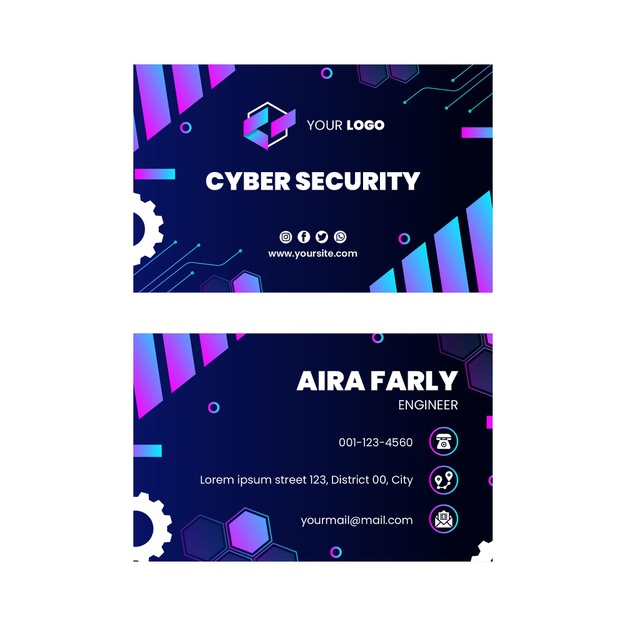 YOUR LOGO
CYBER SECURITY
www.yoursite.com
AIRA FARLY
ENGINEER
001-123-4560
Lorem ipsum street 123, District 00, City
yourmail@mail.com